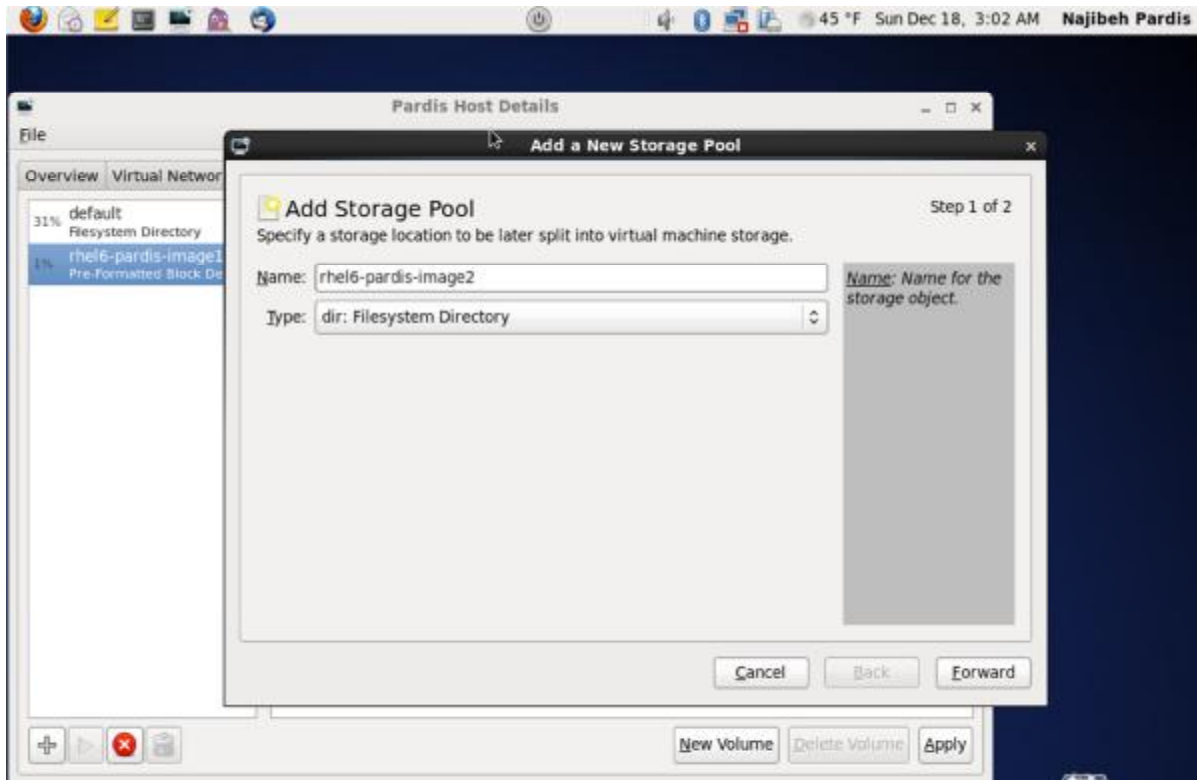 45 °F Sun Dec 18, 3:02 AM Najibeh Pardis
Pardis Host Details
File
Add a New Storage Pool
Overview Virtual Networ
Add Storage Pool
Step 1 of 2
Specify a storage location to be later split into virtual machine storage.
31% default
Filesystem Directory
1% rhel6-pardis-image1
Pre-Formatted Block De
Name: rhel6-pardis-image2
Type: dir: Filesystem Directory
Name: Name for the
storage object.
Cancel Back Forward
New Volume Delete Volume Apply